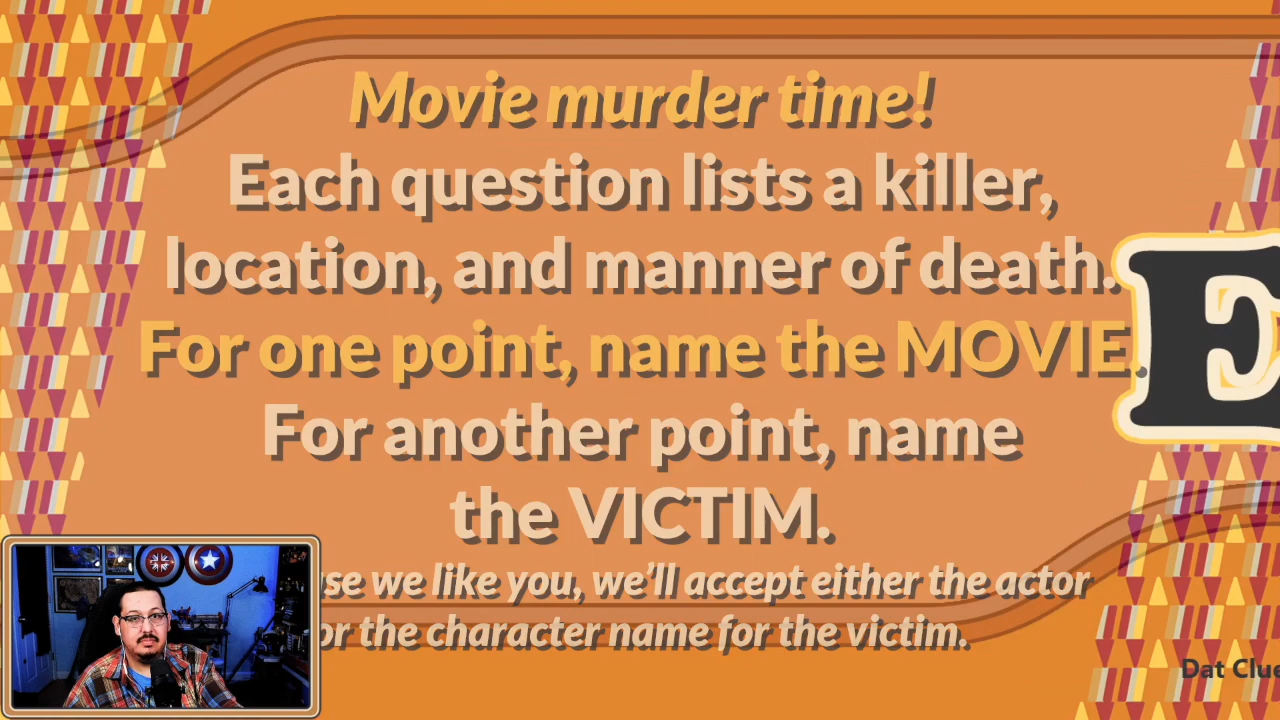 Movie murder time!
Each question lists a killer,
location, and manner of death.
For one point, name the MOVIE.
E
For another point, name
the VICTIM.
we like you, we'll accept either the actor
or the character name for the victim.
Dat